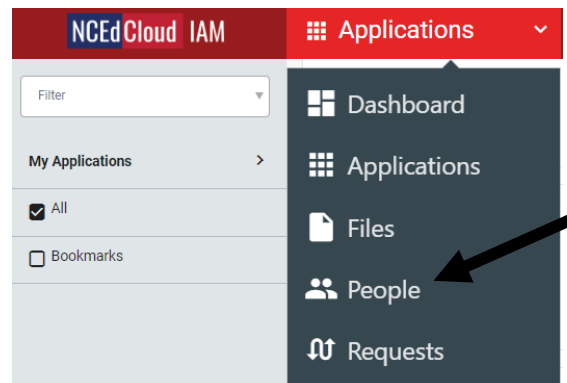 NCEdCloud IAM
Applications
Filter
My Applications
All
Bookmarks
Dashboard
Applications
Files
People
Requests